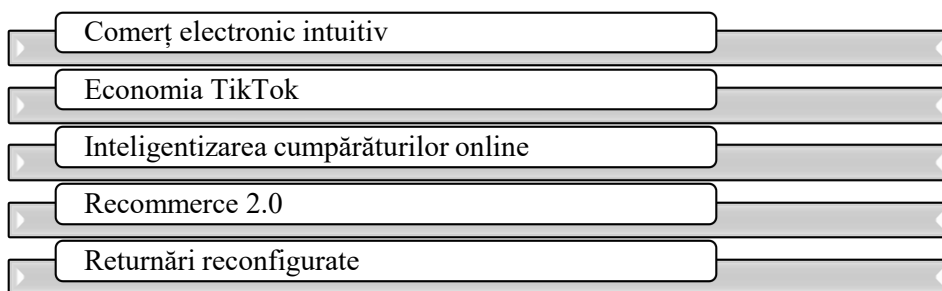 Comerț electronic intuitiv
Economia TikTok
Inteligentizarea cumpărăturilor online
Recommerce 2.0
Returnări reconfigurate